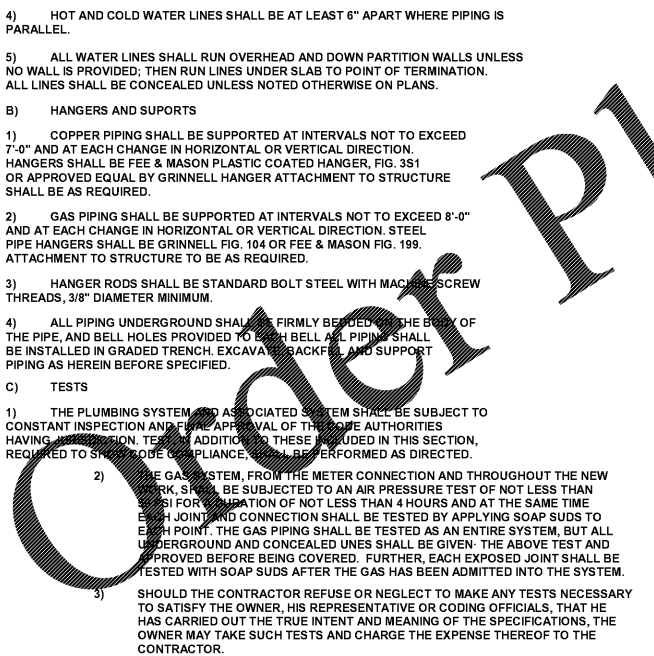 4) HOT AND COLD WATER LINES SHALL BE AT LEAST 6" APART WHERE PIPING IS
PARALLEL.
5) ALL WATER LINES SHALL RUN OVERHEAD AND DOWN PARTITION WALLS UNLESS
NO WALL IS PROVIDED; THEN RUN LINES UNDER SLAB TO POINT OF TERMINATION.
ALL LINES SHALL BE CONCEALED UNLESS NOTED OTHERWISE ON PLANS.
B) HANGERS AND SUPORTS
1) COPPER PIPING SHALL BE SUPPORTED AT INTERVALS NOT TO EXCEED
7'-0" AND AT EACH CHANGE IN HORIZONTAL OR VERTICAL DIRECTION.
HANGERS SHALL BE FEE & MASON PLASTIC COATED HANGER, FIG. 3S1
OR APPROVED EQUAL BY GRINNELL HANGER ATTACHMENT TO STRUCTURE
SHALL BE AS REQUIRED.
2) GAS PIPING SHALL BE SUPPORTED AT INTERVALS NOT TO EXCEED 8'-0"
AND AT EACH CHANGE IN HORIZONTAL OR VERTICAL DIRECTION. STEEL
PIPE HANGERS SHALL BE GRINNELL FIG. 104 OR FEE & MASON FIG. 199.
ATTACHMENT TO STRUCTURE TO BE AS REQUIRED.
3) HANGER RODS SHALL BE STANDARD BOLT STEEL WITH MACHINE SCREW
THREADS, 3/8" DIAMETER MINIMUM.
4) ALL PIPING UNDERGROUND SHALL BE FIRMLY BEDDED ON THE BODY OF
THE PIPE, AND BELL HOLES PROVIDED TO EACH BELL ALL PIPING SHALL
BE INSTALLED IN GRADED TRENCH. EXCAVATE, BACKFILL AND SUPPORT
PIPING AS HEREIN BEFORE SPECIFIED.
C) TESTS
1) THE PLUMBING SYSTEM AND ASSOCIATED SYSTEM SHALL BE SUBJECT TO
CONSTANT INSPECTION AND FINAL APPROVAL OF THE CODE AUTHORITIES
HAVING JURISDICTION. TEST, IN ADDITION TO THESE INCLUDED IN THIS SECTION,
REQUIRED TO SHOW CODE COMPLIANCE, SHALL BE PERFORMED AS DIRECTED.
2) THE GAS SYSTEM, FROM THE METER CONNECTION AND THROUGHOUT THE NEW
WORK, SHALL BE SUBJECTED TO AN AIR PRESSURE TEST OF NOT LESS THAN
PSI FOR A DURATION OF NOT LESS THAN 4 HOURS AND AT THE SAME TIME
EACH JOINT AND CONNECTION SHALL BE TESTED BY APPLYING SOAP SUDS TO
EACH POINT. THE GAS PIPING SHALL BE TESTED AS AN ENTIRE SYSTEM, BUT ALL
UNDERGROUND AND CONCEALED UNES SHALL BE GIVEN· THE ABOVE TEST AND
APPROVED BEFORE BEING COVERED. FURTHER, EACH EXPOSED JOINT SHALL BE
TESTED WITH SOAP SUDS AFTER THE GAS HAS BEEN ADMITTED INTO THE SYSTEM.
3) SHOULD THE CONTRACTOR REFUSE OR NEGLECT TO MAKE ANY TESTS NECESSARY
TO SATISFY THE OWNER, HIS REPRESENTATIVE OR CODING OFFICIALS, THAT HE
HAS CARRIED OUT THE TRUE INTENT AND MEANING OF THE SPECIFICATIONS, THE
OWNER MAY TAKE SUCH TESTS AND CHARGE THE EXPENSE THEREOF TO THE
CONTRACTOR.
Order Pl